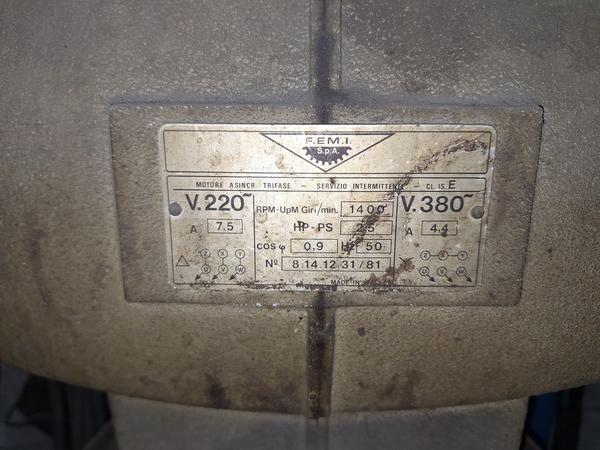 F.E.M.I.
S.p.A.
MOTORE ASINCR. TRIFASE - SERVIZIO INTERMITTENTE - CL. IS. E
V.220~ RPM-UpM Giri/min. 1400 V.380~
A 7.5 HP-PS 2.5 A 4.4
cos φ 0.9 Hz 50
Nº 8.14.12 31/81
Z X Y Z X Y
U V W U V W
MADE IN